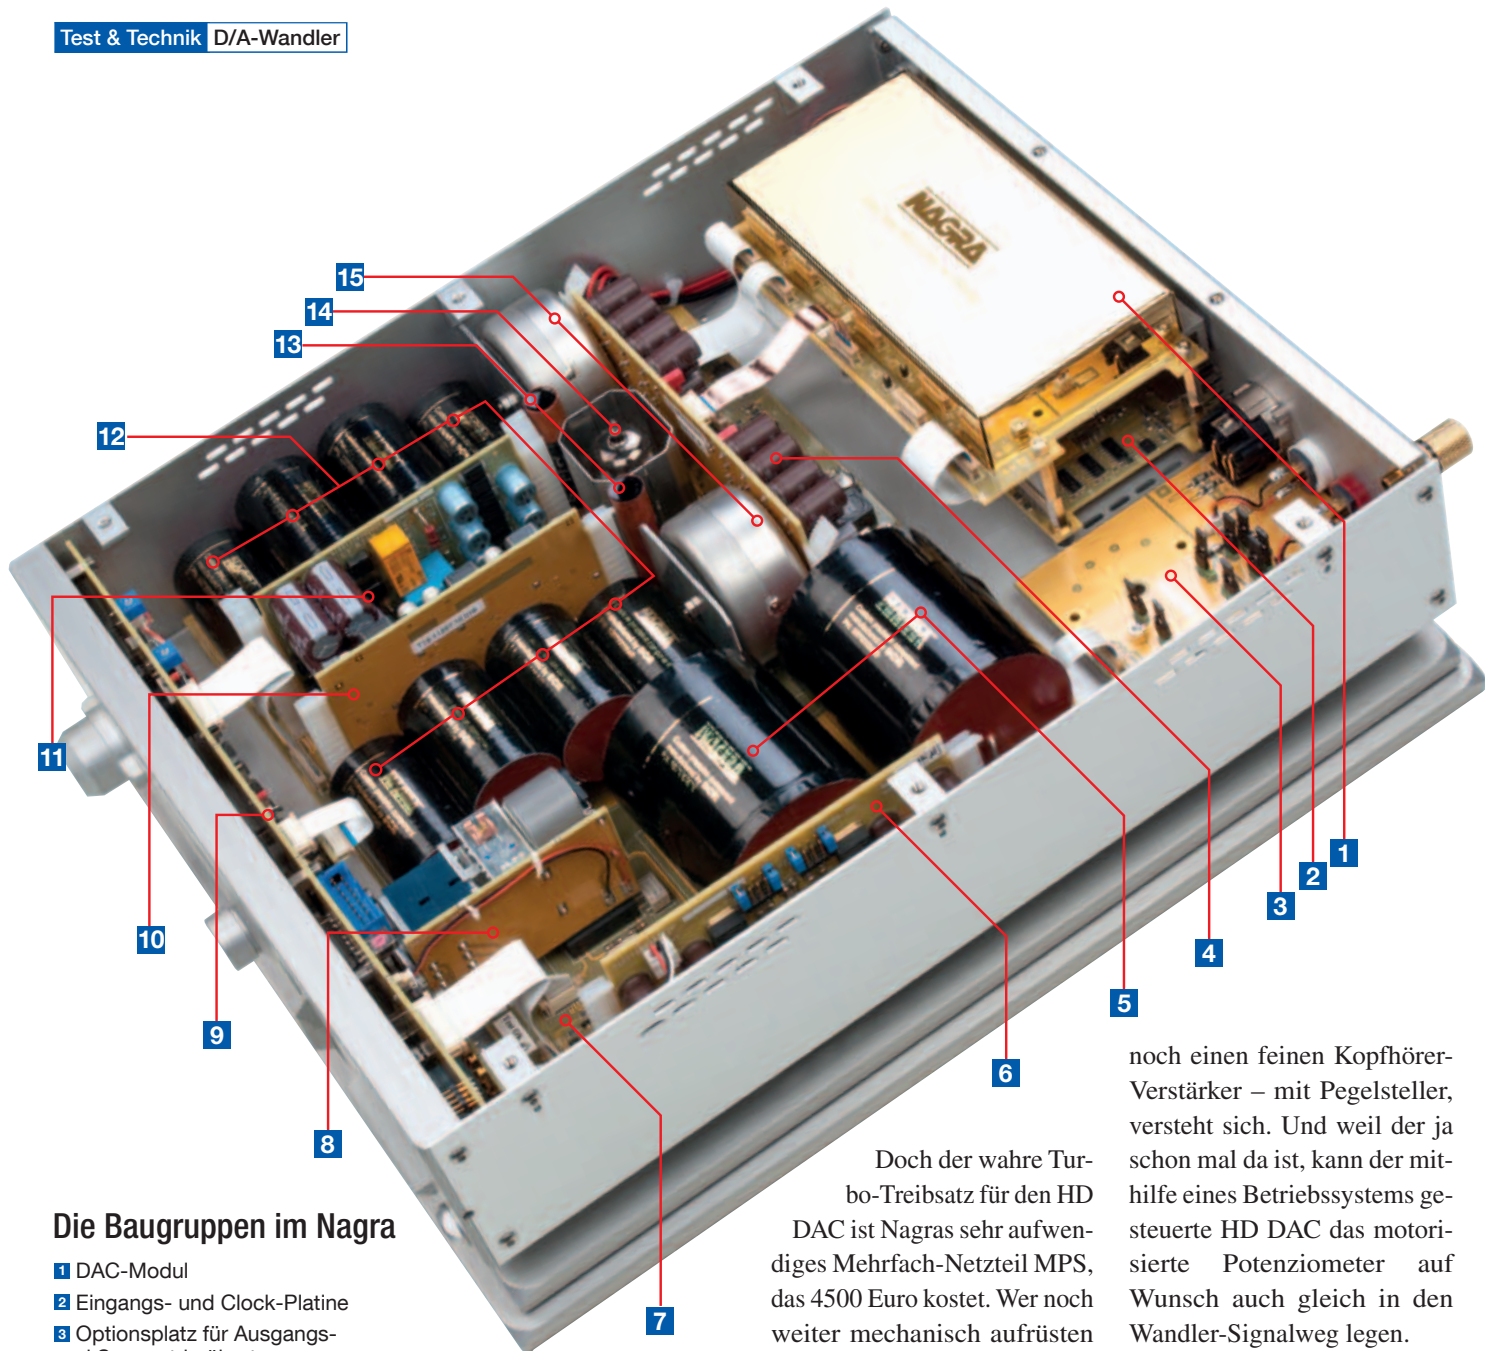 Test & Technik D/A-Wandler
NAGRA
15
14
13
12
11
10
9
8
7
6
5
4
3
2
1
Die Baugruppen im Nagra
1 DAC-Modul
2 Eingangs- und Clock-Platine
3 Optionsplatz für Ausgangs-
Doch der wahre Tur-
bo-Treibsatz für den HD
DAC ist Nagras sehr aufwen-
diges Mehrfach-Netzteil MPS,
das 4500 Euro kostet. Wer noch
weiter mechanisch aufrüsten
noch einen feinen Kopfhörer-
Verstärker – mit Pegelsteller,
versteht sich. Und weil der ja
schon mal da ist, kann der mit-
hilfe eines Betriebssystems ge-
steuerte HD DAC das motori-
sierte Potenziometer auf
Wunsch auch gleich in den
Wandler-Signalweg legen.